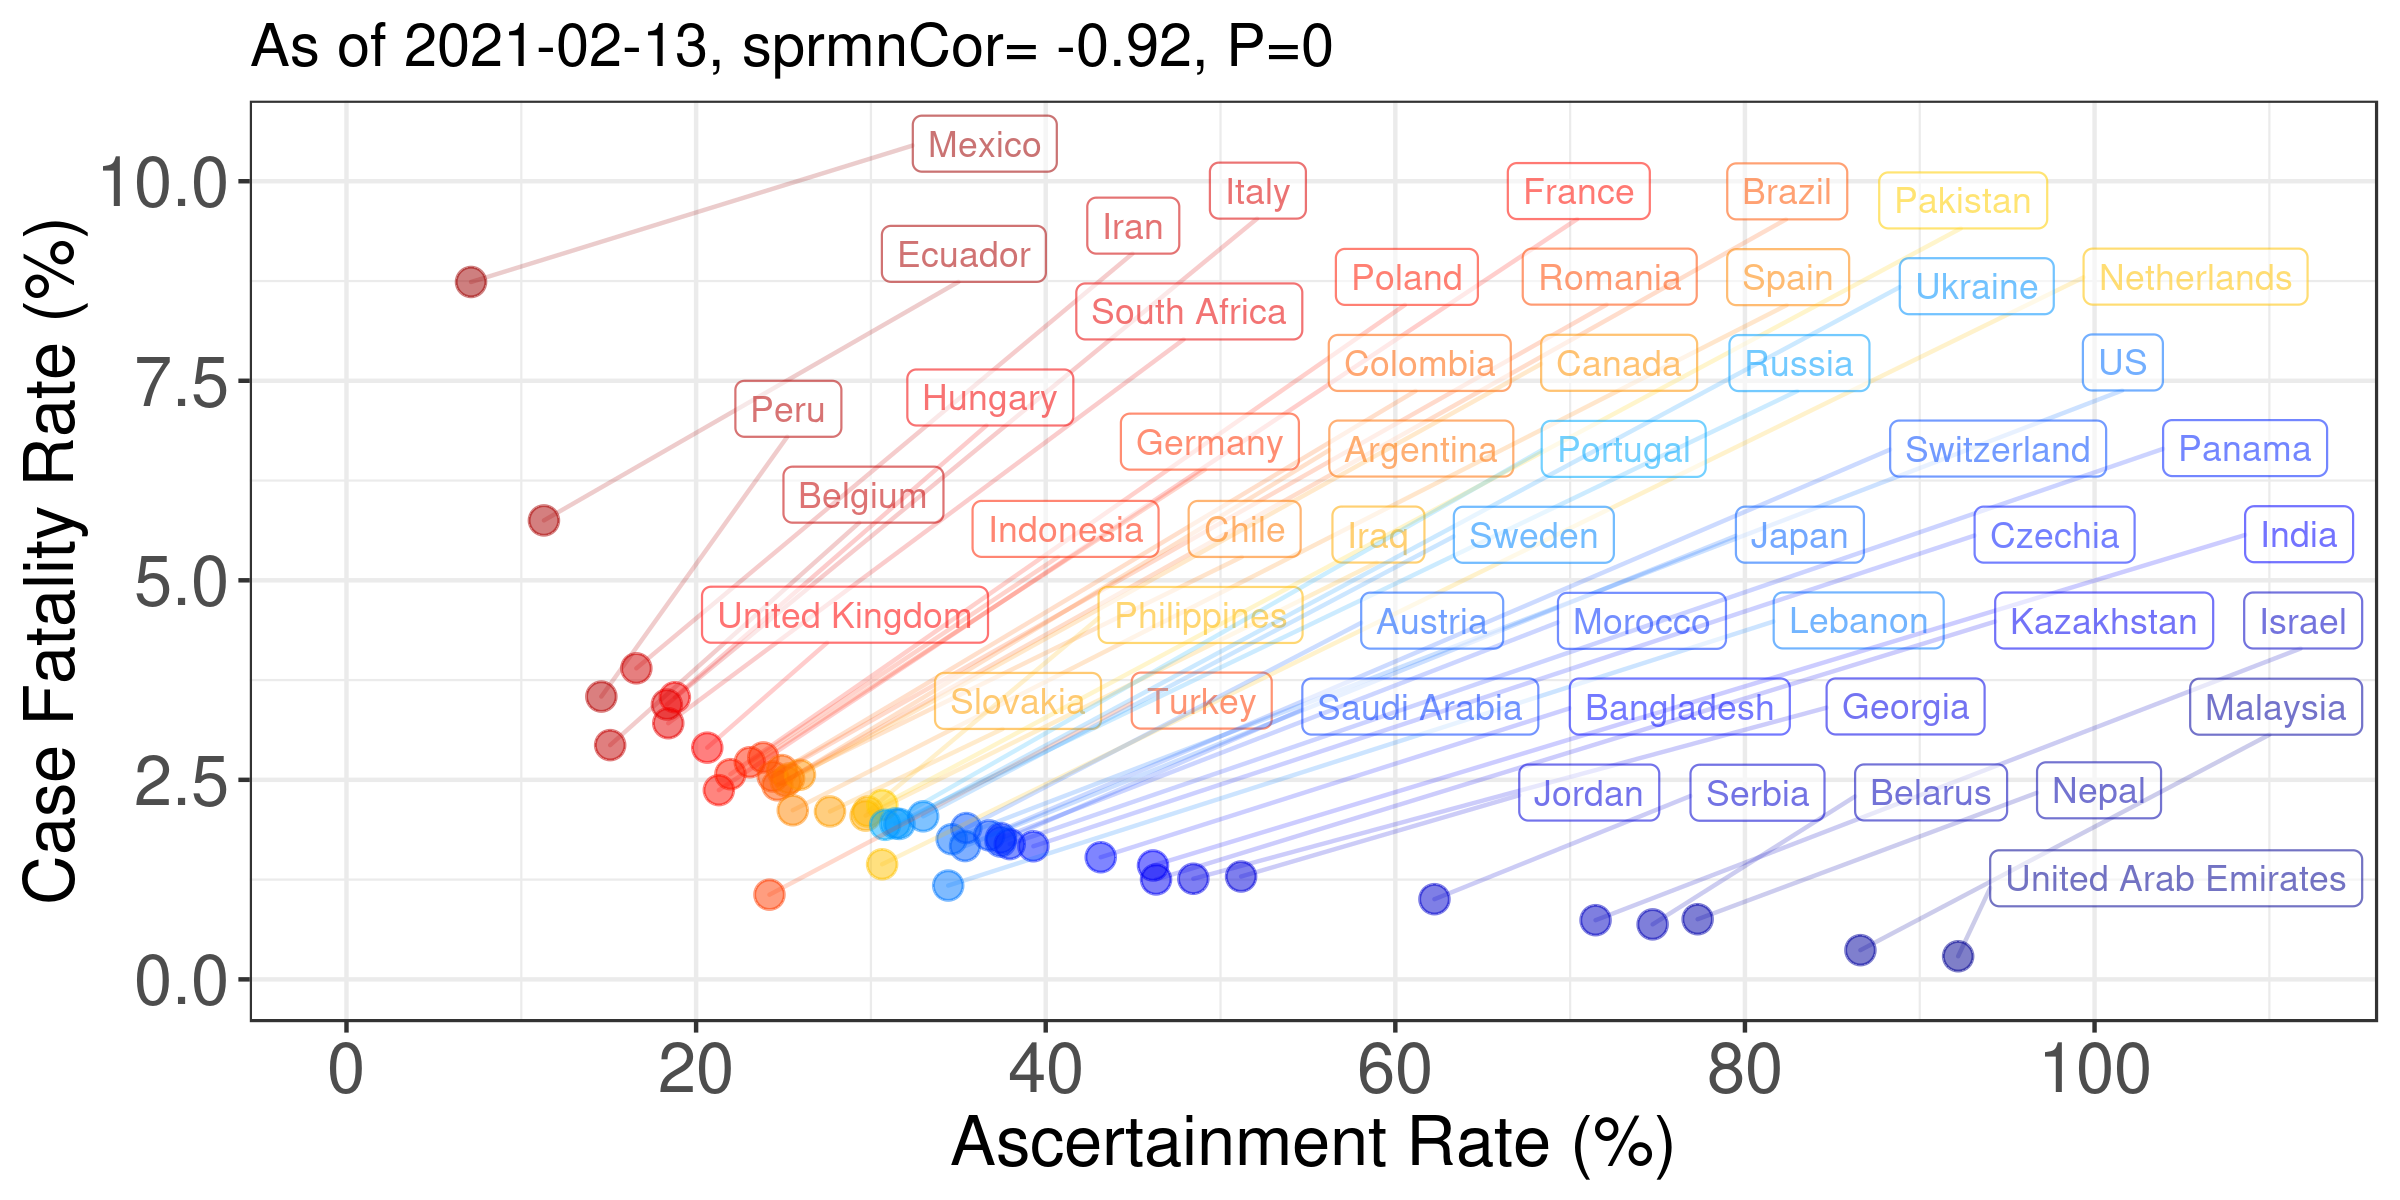 As of 2021-02-13, sprmnCor= -0.92, P=0
Case Fatality Rate (%)
10.0
7.5
5.0
2.5
0.0
Mexico
Italy
France
Brazil
Pakistan
Iran
Ecuador
Poland
Romania
Spain
Ukraine
Netherlands
South Africa
Colombia
Canada
Russia
US
Peru
Hungary
Germany
Argentina
Portugal
Switzerland
Panama
Belgium
Indonesia
Chile
Iraq
Sweden
Japan
Czechia
India
United Kingdom
Philippines
Austria
Morocco
Lebanon
Kazakhstan
Israel
Slovakia
Turkey
Saudi Arabia
Bangladesh
Georgia
Malaysia
Jordan
Serbia
Belarus
Nepal
United Arab Emirates
0
20
40
60
80
100
Ascertainment Rate (%)